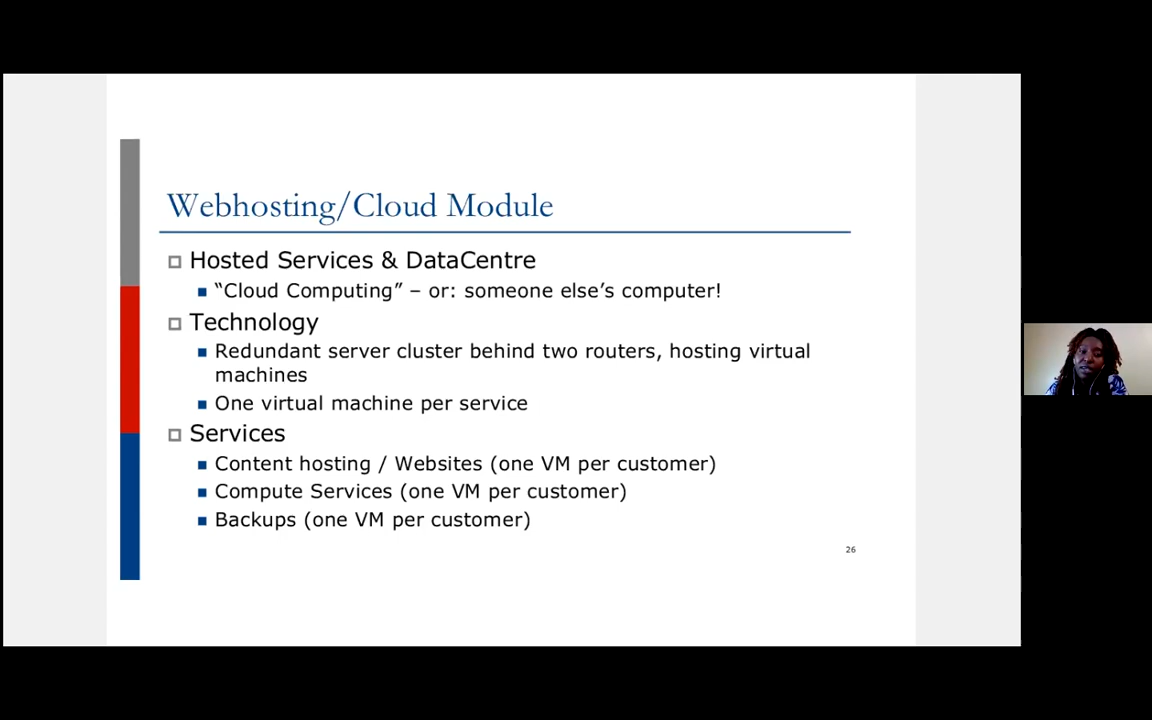 Webhosting/Cloud Module
Hosted Services & DataCentre
“Cloud Computing” – or: someone else’s computer!
Technology
Redundant server cluster behind two routers, hosting virtual
machines
One virtual machine per service
Services
Content hosting / Websites (one VM per customer)
Compute Services (one VM per customer)
Backups (one VM per customer)
26